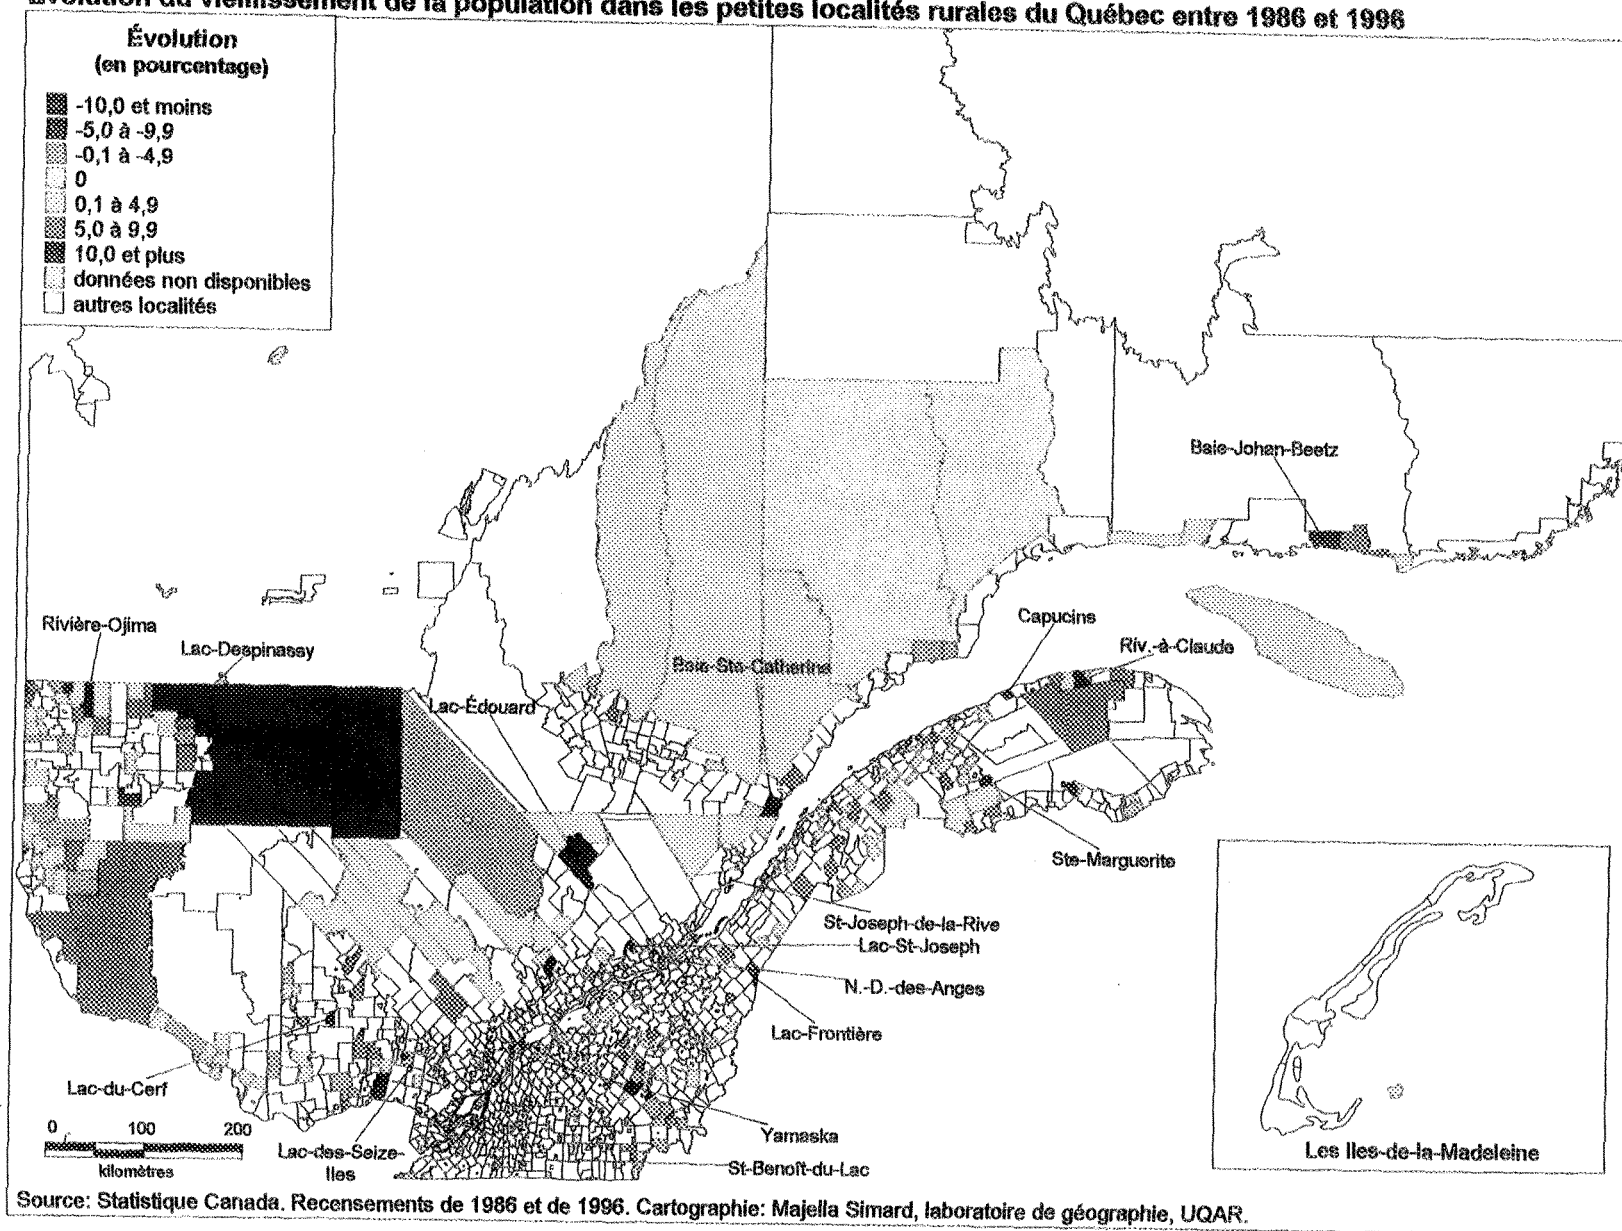 Évolution du vieillissement de la population dans les petites localités rurales du Québec entre 1986 et 1996
Évolution
(en pourcentage)
-10,0 et moins
-5,0 à -9,9
-0,1 à -4,9
0
0,1 à 4,9
5,0 à 9,9
10,0 et plus
données non disponibles
autres localités
Baie-Johan-Beetz
Capucins
Rivière-Ojima
Lac-Despinassy
Riv.-à-Claude
Baie-Ste-Catherine
Lac-Édouard
Ste-Marguerite
St-Joseph-de-la-Rive
Lac-St-Joseph
N.-D.-des-Anges
Lac-Frontière
Lac-du-Cerf
0 100 200
kilomètres
Lac-des-Seize-
Iles
Yamaska
St-Benoît-du-Lac
Les Iles-de-la-Madeleine
Source: Statistique Canada. Recensements de 1986 et de 1996. Cartographie: Majella Simard, laboratoire de géographie, UQAR.